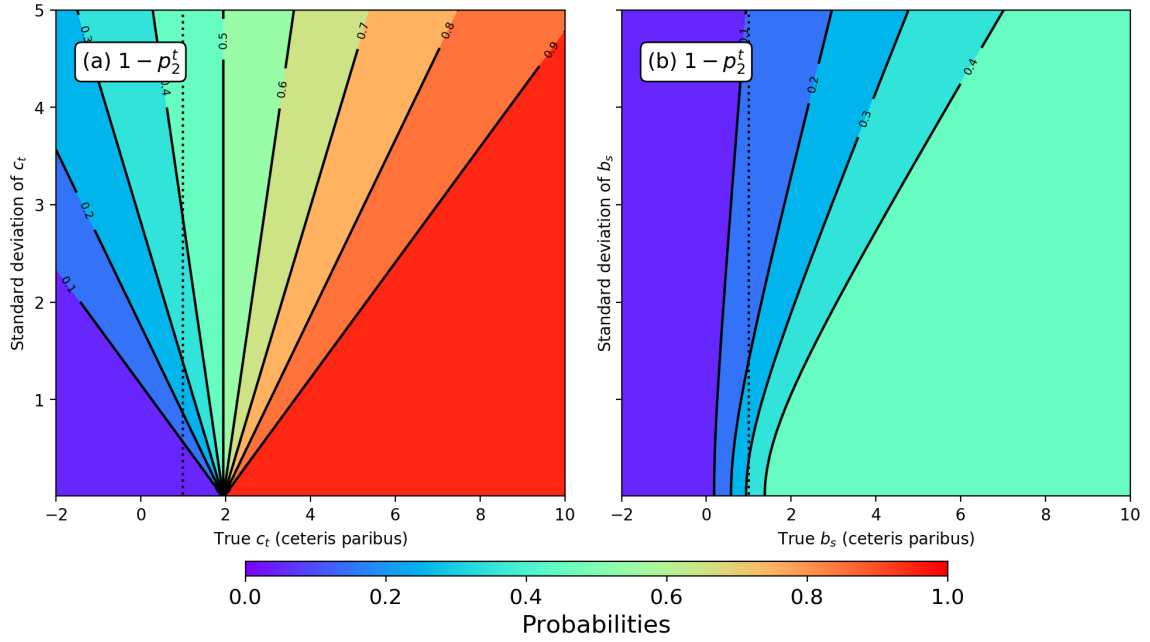 (a) 1 − p₂ᵗ
0.3
0.4
0.5
0.6
0.7
0.8
0.9
0.2
0.1
5
4
3
2
1
Standard deviation of cₜ
−2 0 2 4 6 8 10
True cₜ (ceteris paribus)
(b) 1 − p₂ᵗ
0.1
0.2
0.3
0.4
Standard deviation of bₛ
−2 0 2 4 6 8 10
True bₛ (ceteris paribus)
0.0 0.2 0.4 0.6 0.8 1.0
Probabilities